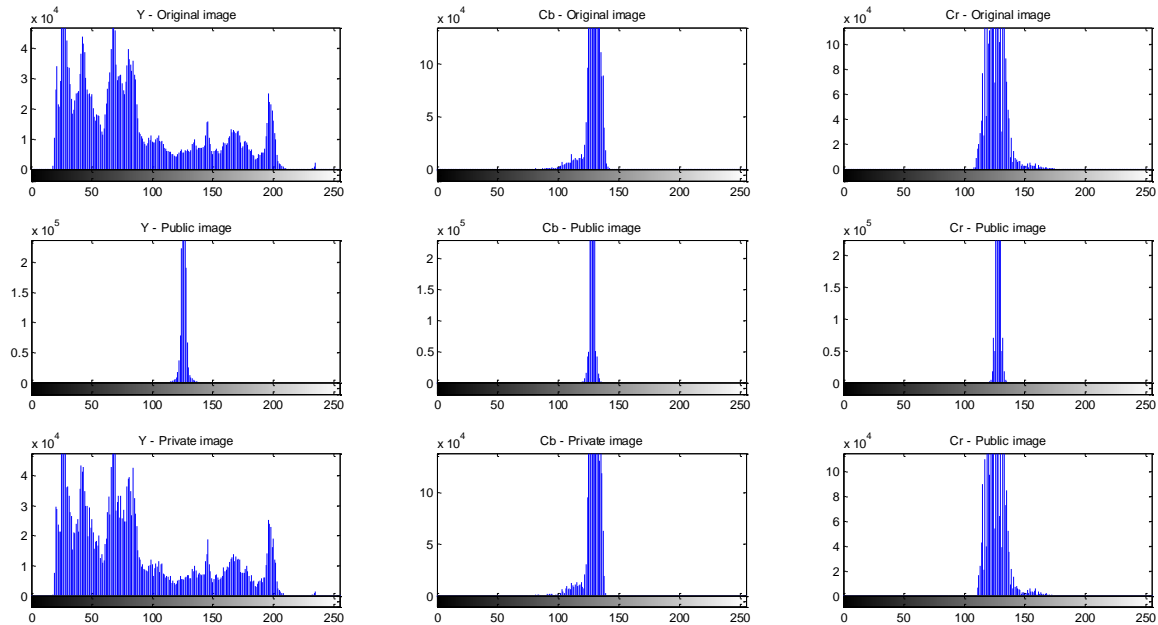 Y - Original image
x 10^4
4
3
2
1
0
0 50 100 150 200 250
Cb - Original image
x 10^4
10
5
0
0 50 100 150 200 250
Cr - Original image
x 10^4
10
8
6
4
2
0
0 50 100 150 200 250
Y - Public image
x 10^5
2
1.5
1
0.5
0
0 50 100 150 200 250
Cb - Public image
x 10^5
2
1.5
1
0.5
0
0 50 100 150 200 250
Cr - Public image
x 10^5
2
1.5
1
0.5
0
0 50 100 150 200 250
Y - Private image
x 10^4
4
3
2
1
0
0 50 100 150 200 250
Cb - Private image
x 10^4
10
5
0
0 50 100 150 200 250
Cr - Public image
x 10^4
10
8
6
4
2
0
0 50 100 150 200 250